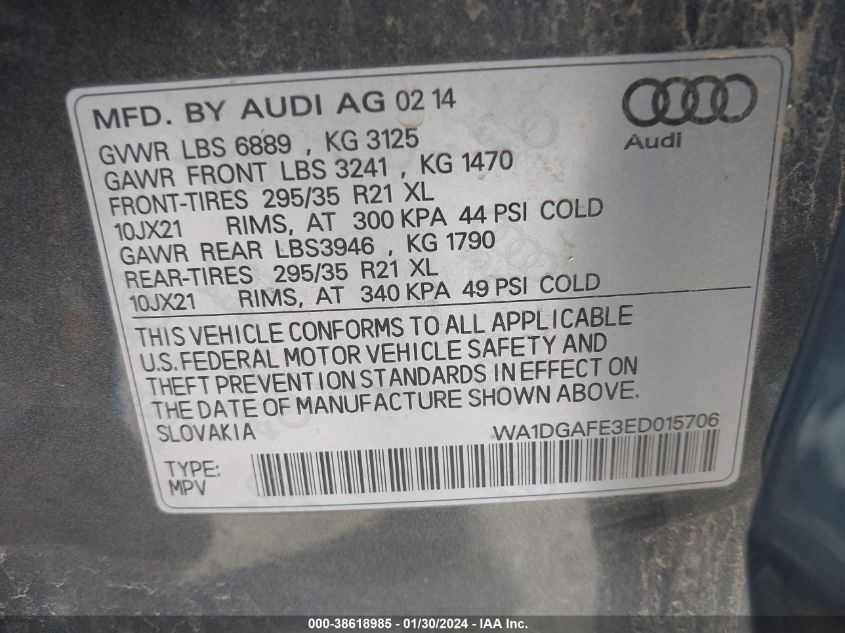 MFD. BY AUDI AG 02 14
Audi
GVWR LBS 6889 , KG 3125
GAWR FRONT LBS 3241 , KG 1470
FRONT-TIRES 295/35 R21 XL
10JX21 RIMS, AT 300 KPA 44 PSI COLD
GAWR REAR LBS3946 , KG 1790
REAR-TIRES 295/35 R21 XL
10JX21 RIMS, AT 340 KPA 49 PSI COLD
THIS VEHICLE CONFORMS TO ALL APPLICABLE
U.S. FEDERAL MOTOR VEHICLE SAFETY AND
THEFT PREVENTION STANDARDS IN EFFECT ON
THE DATE OF MANUFACTURE SHOWN ABOVE.
SLOVAKIA WA1DGAFE3ED015706
TYPE:
MPV
000-38618985 - 01/30/2024 - IAA Inc.